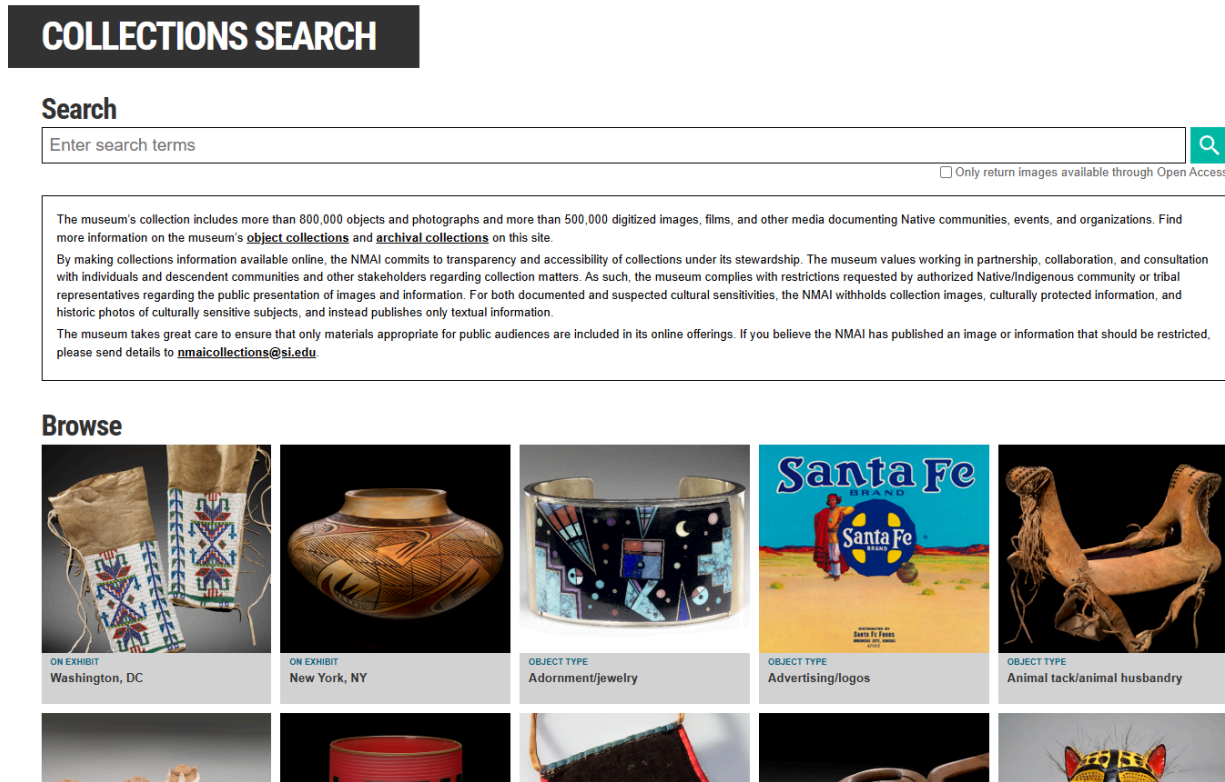 COLLECTIONS SEARCH
Search
Enter search terms
Only return images available through Open Access
The museum's collection includes more than 800,000 objects and photographs and more than 500,000 digitized images, films, and other media documenting Native communities, events, and organizations. Find
more information on the museum's object collections and archival collections on this site.
By making collections information available online, the NMAI commits to transparency and accessibility of collections under its stewardship. The museum values working in partnership, collaboration, and consultation
with individuals and descendent communities and other stakeholders regarding collection matters. As such, the museum complies with restrictions requested by authorized Native/Indigenous community or tribal
representatives regarding the public presentation of images and information. For both documented and suspected cultural sensitivities, the NMAI withholds collection images, culturally protected information, and
historic photos of culturally sensitive subjects, and instead publishes only textual information.
The museum takes great care to ensure that only materials appropriate for public audiences are included in its online offerings. If you believe the NMAI has published an image or information that should be restricted,
please send details to nmaicollections@si.edu.
Browse
Santa Fe
BRAND
Santa Fe
BRAND
DISTRIBUTED BY
SANTA FE FOODS
ARKANSAS CITY, KANSAS
ON EXHIBIT
Washington, DC
ON EXHIBIT
New York, NY
OBJECT TYPE
Adornment/jewelry
OBJECT TYPE
Advertising/logos
OBJECT TYPE
Animal tack/animal husbandry